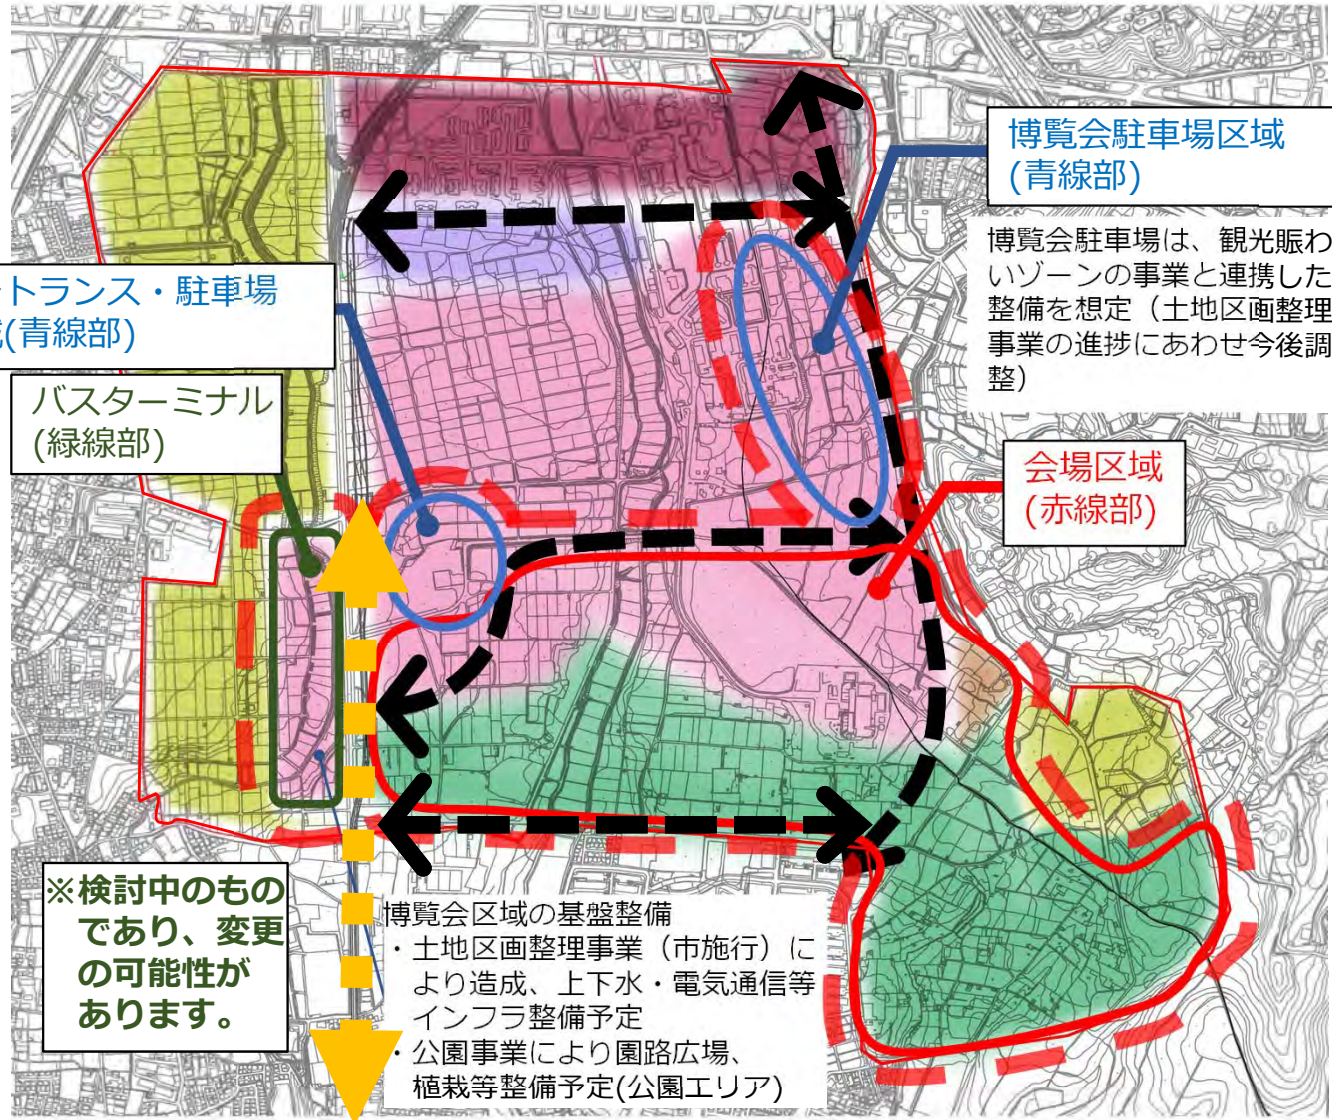 博覧会駐車場区域
(青線部)
博覧会駐車場は、観光賑わ
いゾーンの事業と連携した
整備を想定（土地区画整理
事業の進捗にあわせ今後調
整）
トランス・駐車場
(青線部)
バスターミナル
(緑線部)
会場区域
(赤線部)
※検討中のもの
であり、変更
の可能性が
あります。
博覧会区域の基盤整備
・土地区画整理事業（市施行）に
より造成、上下水・電気通信等
インフラ整備予定
・公園事業により園路広場、
植栽等整備予定(公園エリア)